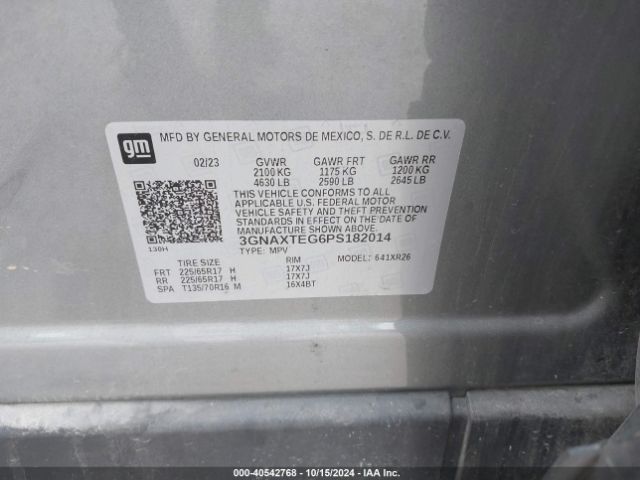 gm MFD BY GENERAL MOTORS DE MEXICO, S. DE R.L. DE C.V.
02/23 GVWR GAWR FRT GAWR RR
2100 KG 1175 KG 1200 KG
4630 LB 2590 LB 2645 LB
THIS VEHICLE CONFORMS TO ALL
APPLICABLE U.S. FEDERAL MOTOR
VEHICLE SAFETY AND THEFT PREVENTION
STANDARDS IN EFFECT ON THE DATE OF
MANUFACTURE SHOWN ABOVE.
130H 3GNAXTEG6PS182014
TYPE: MPV MODEL: 641XR26
TIRE SIZE RIM
FRT 225/65R17 H 17X7J
RR 225/65R17 H 17X7J
SPA T135/70R16 M 16X4BT
000-40542768 - 10/15/2024 - IAAI